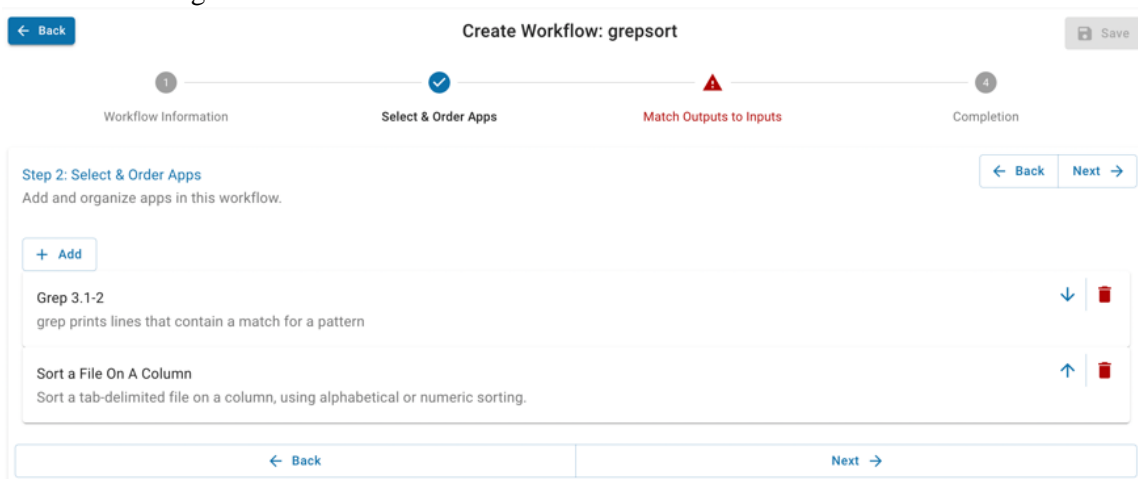 ← Back Create Workflow: grepsort Save
1 4
Workflow Information Select & Order Apps Match Outputs to Inputs Completion
Step 2: Select & Order Apps ← Back Next →
Add and organize apps in this workflow.
+ Add
Grep 3.1-2
grep prints lines that contain a match for a pattern
Sort a File On A Column
Sort a tab-delimited file on a column, using alphabetical or numeric sorting.
← Back Next →